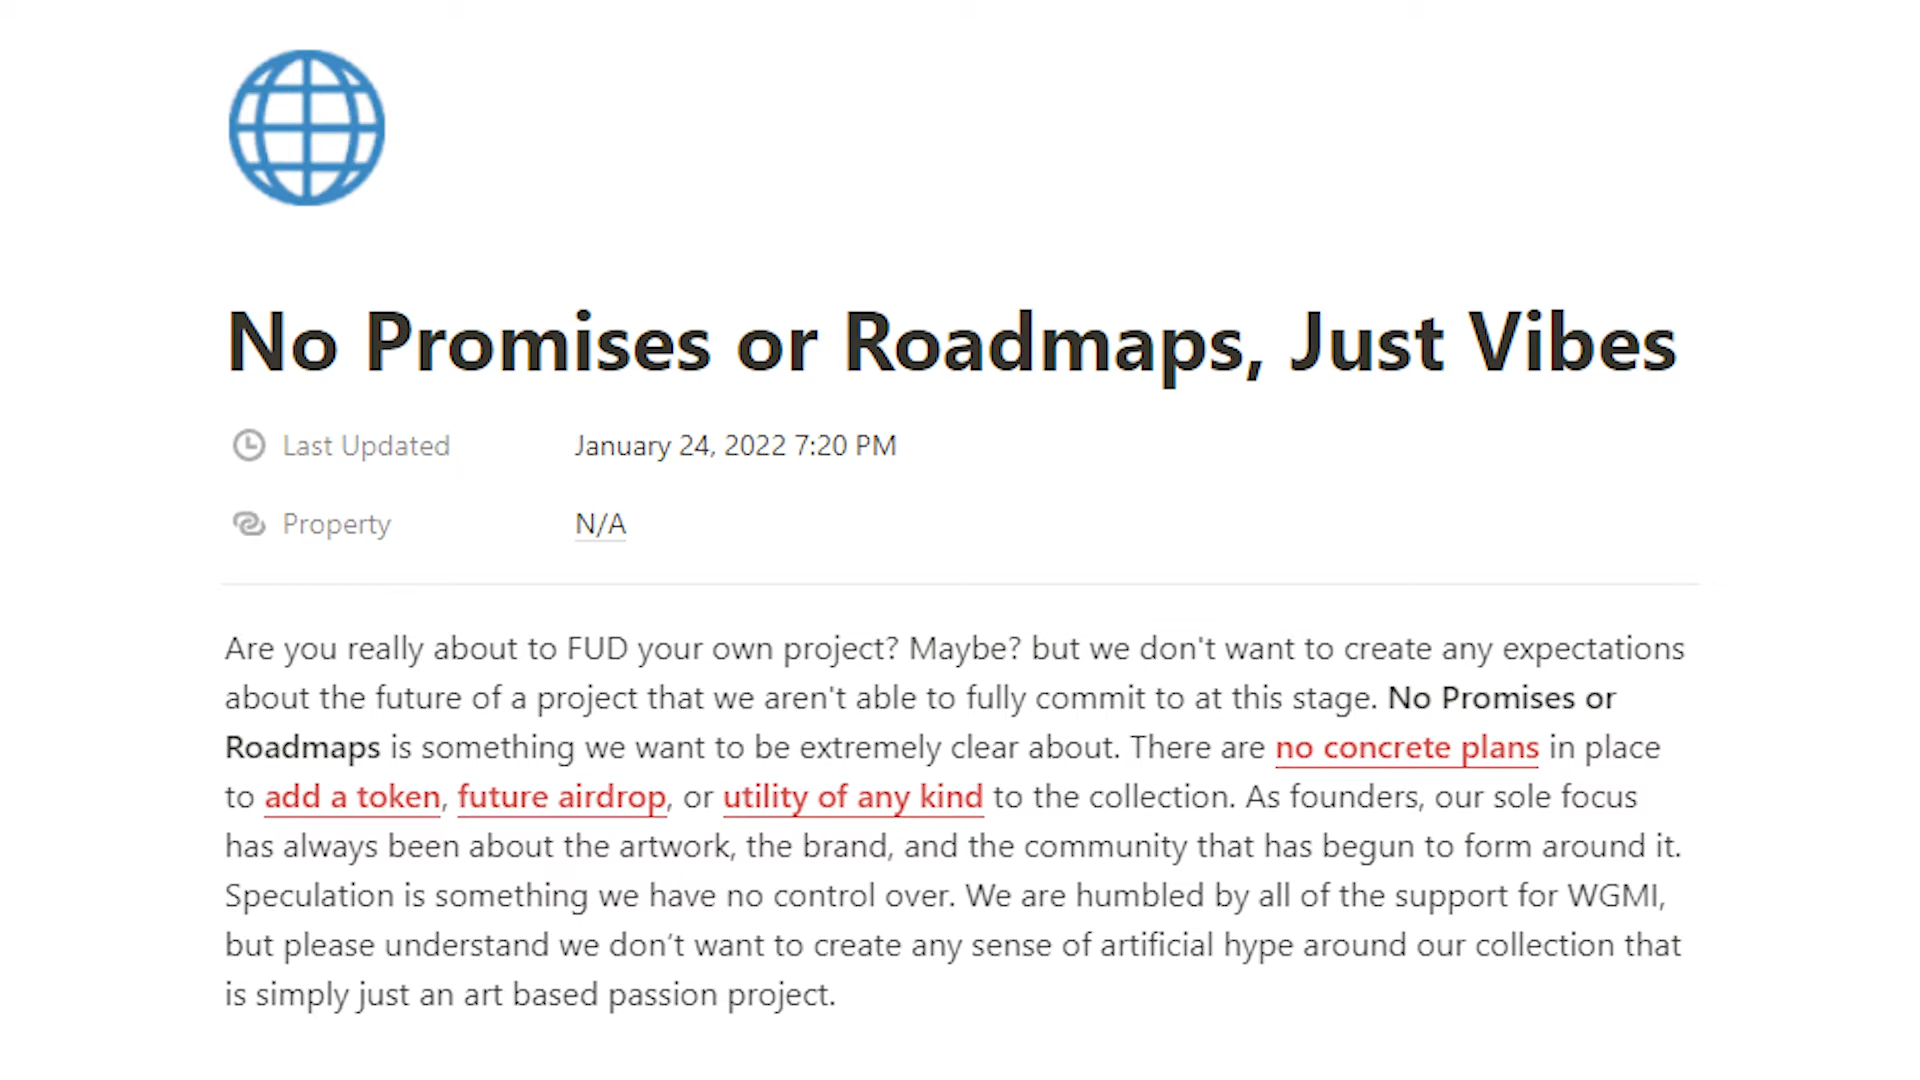 No Promises or Roadmaps, Just Vibes
Last Updated January 24, 2022 7:20 PM
Property N/A
Are you really about to FUD your own project? Maybe? but we don't want to create any expectations
about the future of a project that we aren't able to fully commit to at this stage. No Promises or
Roadmaps is something we want to be extremely clear about. There are no concrete plans in place
to add a token, future airdrop, or utility of any kind to the collection. As founders, our sole focus
has always been about the artwork, the brand, and the community that has begun to form around it.
Speculation is something we have no control over. We are humbled by all of the support for WGMI,
but please understand we don’t want to create any sense of artificial hype around our collection that
is simply just an art based passion project.